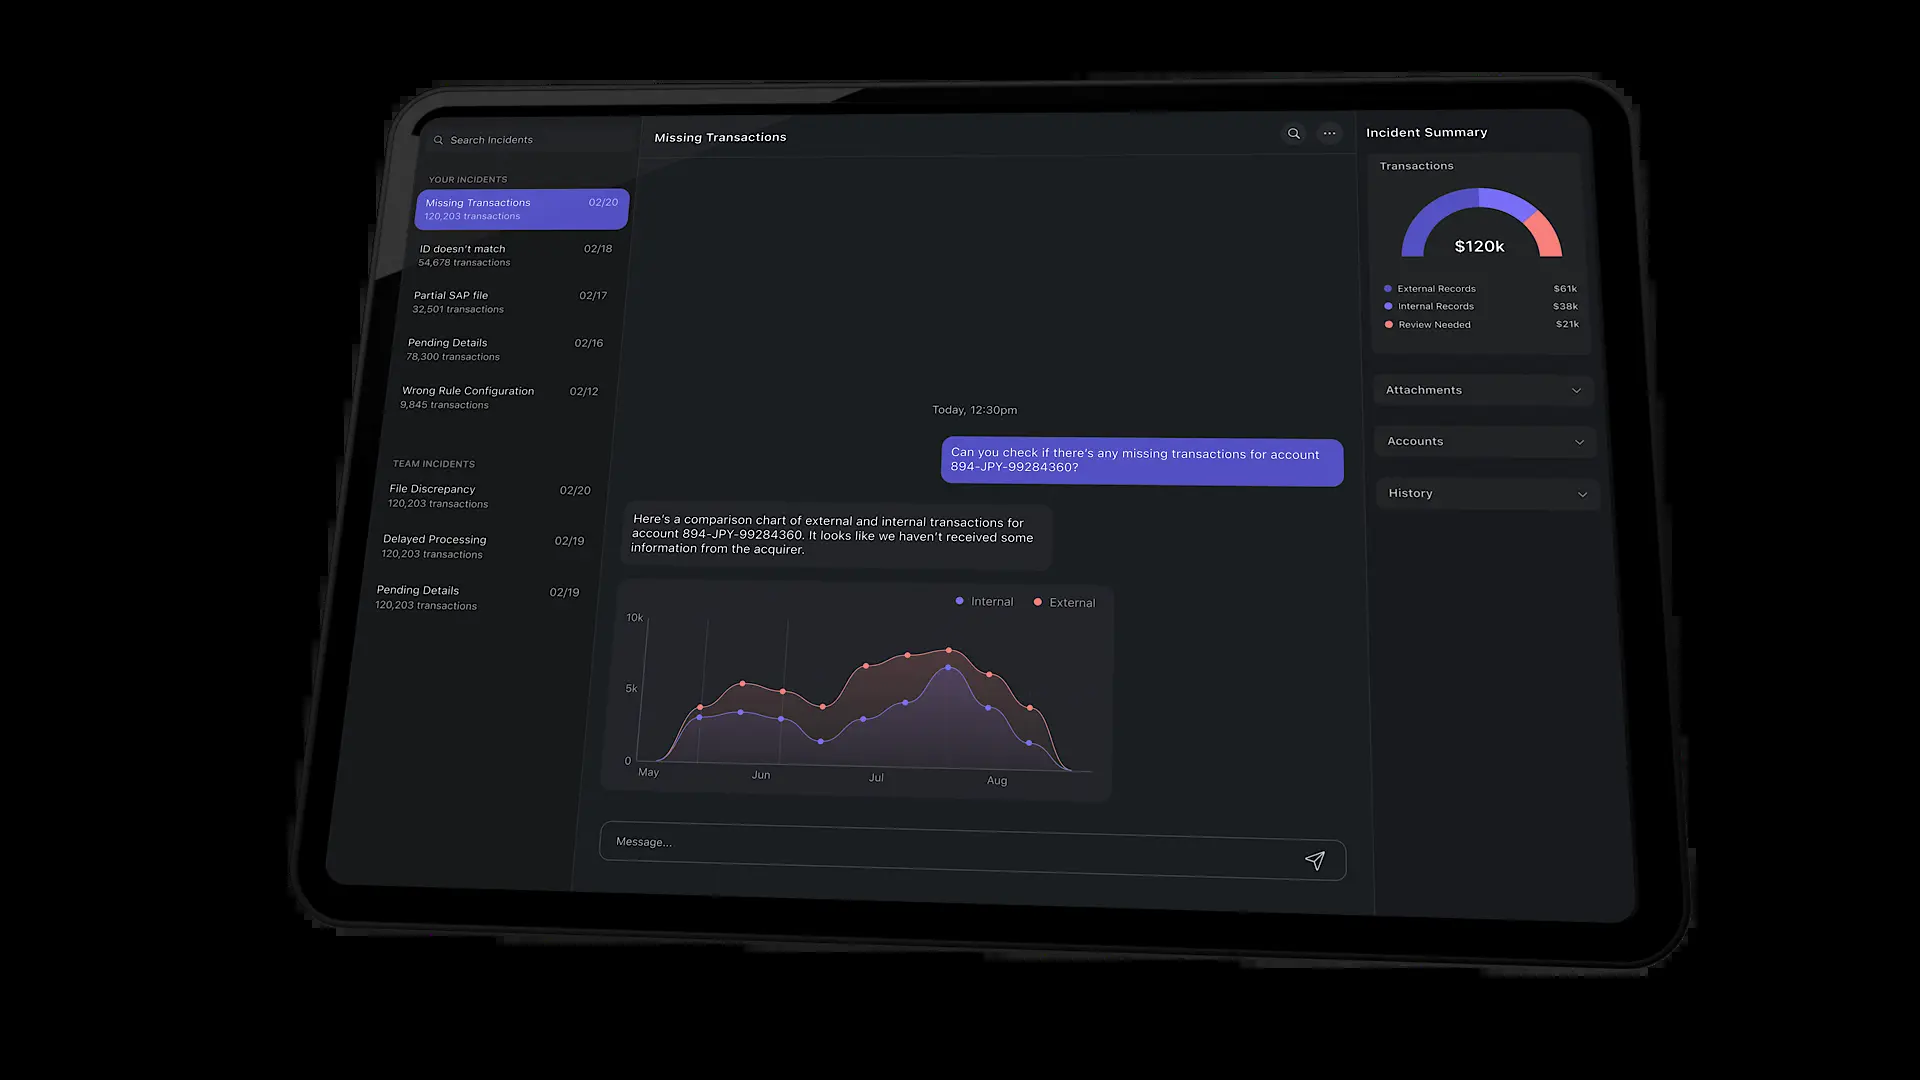 Search Incidents
YOUR INCIDENTS
Missing Transactions 02/20
120,203 transactions
ID doesn't match 02/18
54,678 transactions
Partial SAP file 02/17
32,501 transactions
Pending Details 02/16
78,300 transactions
Wrong Rule Configuration 02/12
9,845 transactions
TEAM INCIDENTS
File Discrepancy 02/20
120,203 transactions
Delayed Processing 02/19
120,203 transactions
Pending Details 02/19
120,203 transactions
Missing Transactions
Today, 12:30pm
Can you check if there's any missing transactions for account
894-JPY-99284360?
Here's a comparison chart of external and internal transactions for
account 894-JPY-99284360. It looks like we haven't received some
information from the acquirer.
Internal External
10k
5k
0
May Jun Jul Aug
Message...
Incident Summary
Transactions
$120k
External Records $61k
Internal Records $38k
Review Needed $21k
Attachments
Accounts
History